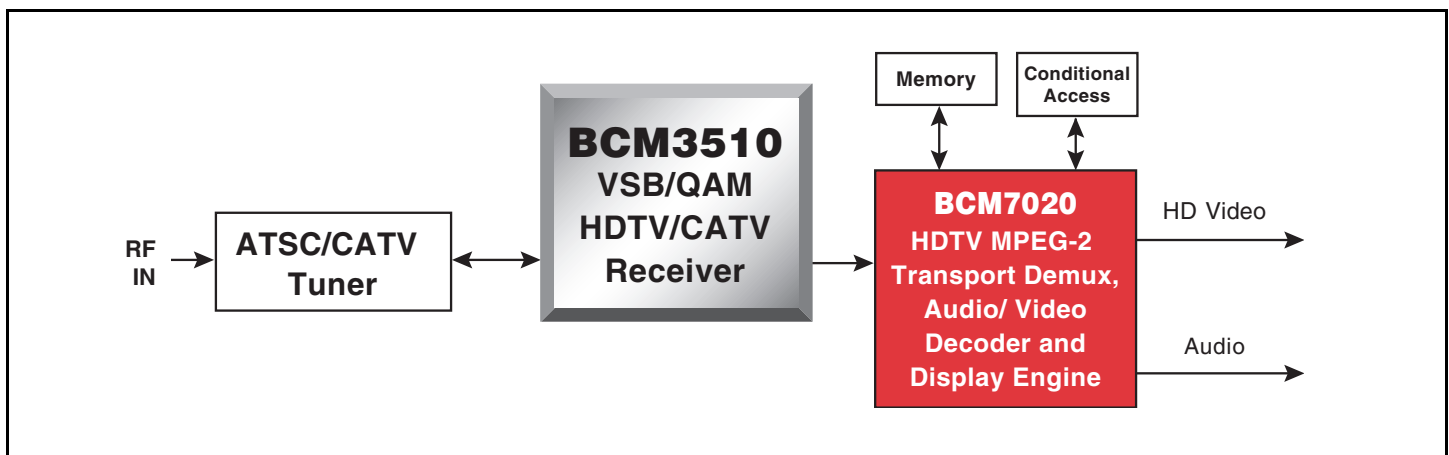 RF
IN
ATSC/CATV
Tuner
BCM3510
VSB/QAM
HDTV/CATV
Receiver
Memory
Conditional
Access
BCM7020
HDTV MPEG-2
Transport Demux,
Audio/ Video
Decoder and
Display Engine
HD Video
Audio